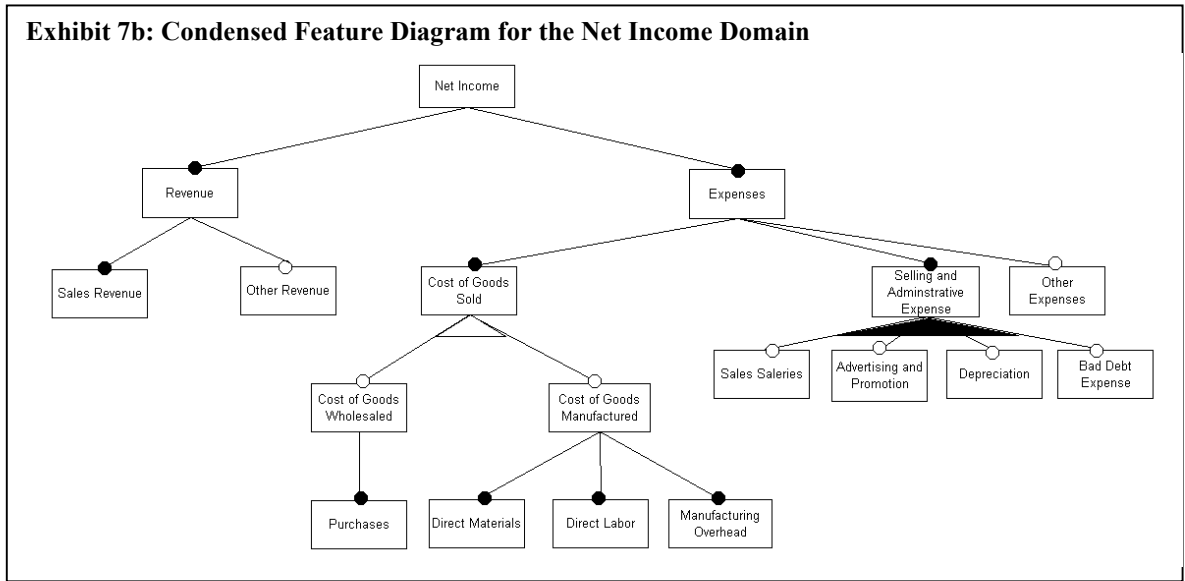 Exhibit 7b: Condensed Feature Diagram for the Net Income Domain
Net Income
Revenue
Expenses
Sales Revenue
Other Revenue
Cost of Goods
Sold
Selling and
Adminstrative
Expense
Other
Expenses
Sales Saleries
Advertising and
Promotion
Depreciation
Bad Debt
Expense
Cost of Goods
Wholesaled
Cost of Goods
Manufactured
Purchases
Direct Materials
Direct Labor
Manufacturing
Overhead